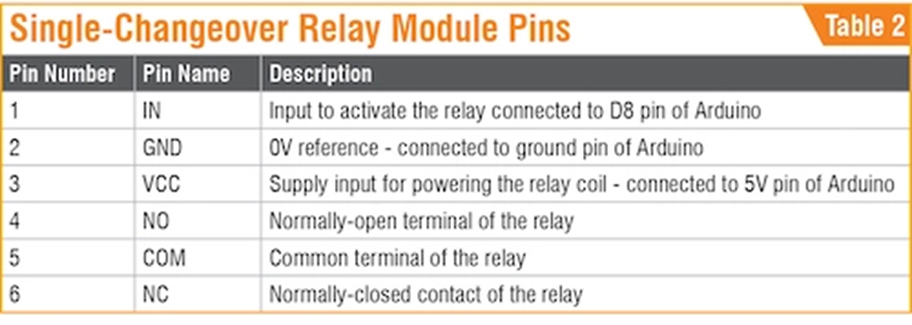 Single-Changeover Relay Module Pins
Table 2
Pin Number Pin Name Description
1 IN Input to activate the relay connected to D8 pin of Arduino
2 GND 0V reference - connected to ground pin of Arduino
3 VCC Supply input for powering the relay coil - connected to 5V pin of Arduino
4 NO Normally-open terminal of the relay
5 COM Common terminal of the relay
6 NC Normally-closed contact of the relay